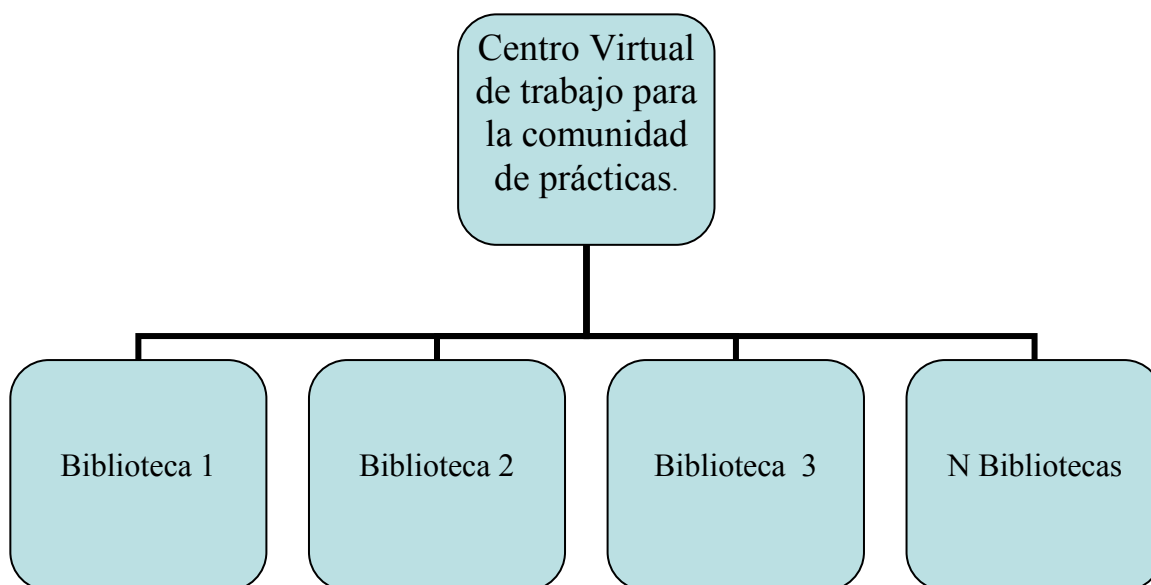 Centro Virtual
de trabajo para
la comunidad
de prácticas.
Biblioteca 1
Biblioteca 2
Biblioteca 3
N Bibliotecas